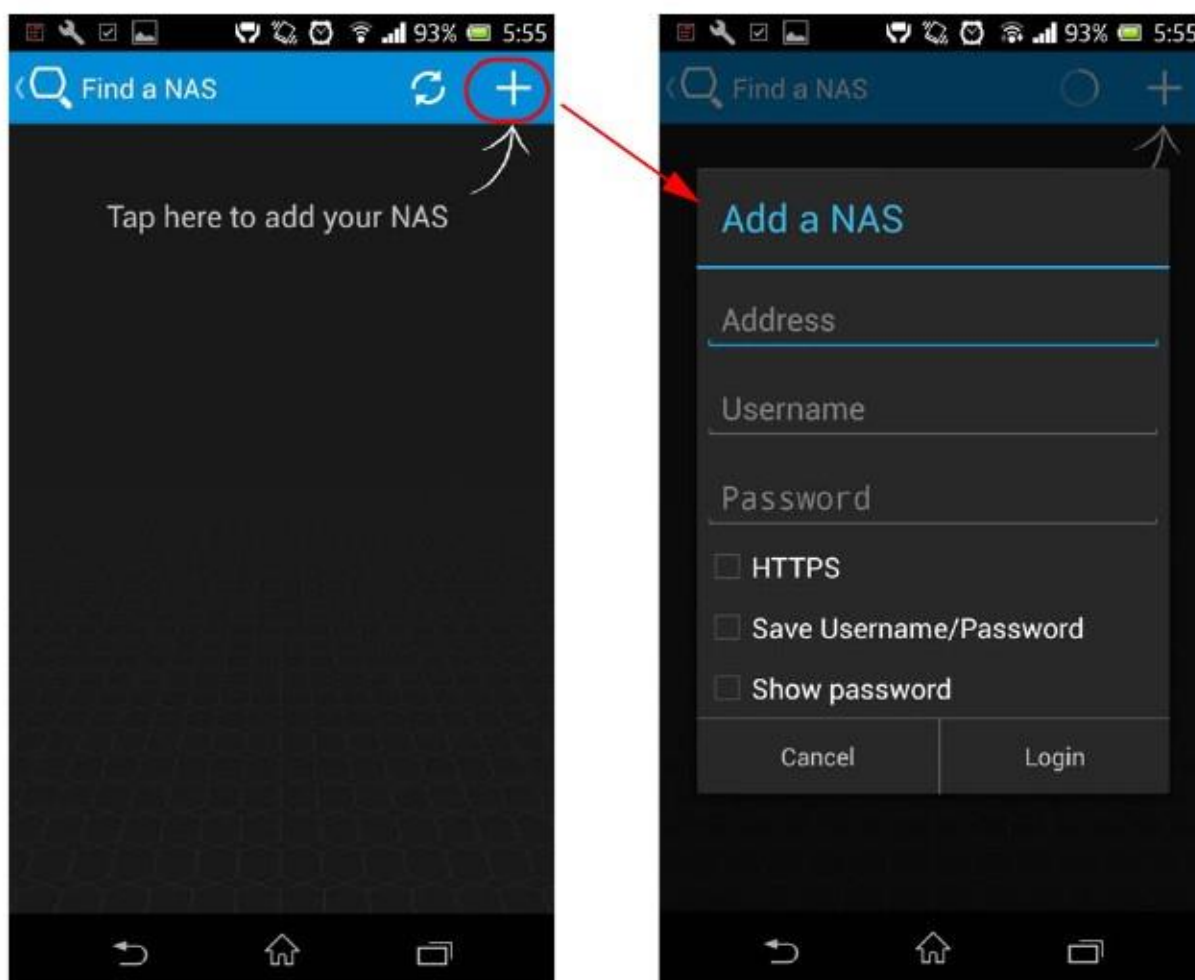 93% 5:55
Find a NAS
Tap here to add your NAS
93% 5:55
Find a NAS
Add a NAS
Address
Username
Password
HTTPS
Save Username/Password
Show password
Cancel Login